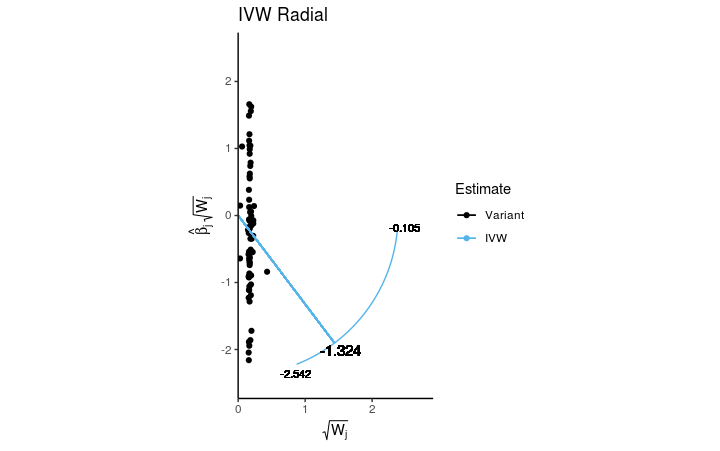 IVW Radial
2
1
0
-1
-2
β̂ⱼ√Wⱼ
-0.105
-1.324
-2.542
0
1
2
√Wⱼ
Estimate
Variant
IVW